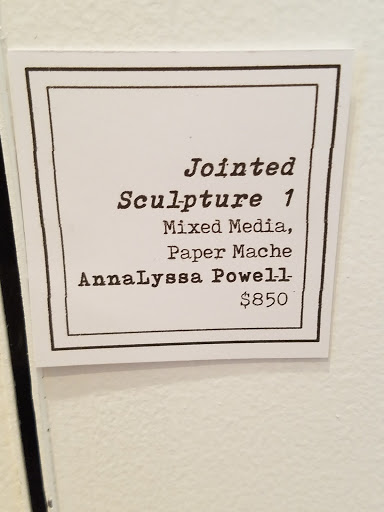 Jointed
Sculpture 1
Mixed Media,
Paper Mache
AnnaLyssa Powell
$850